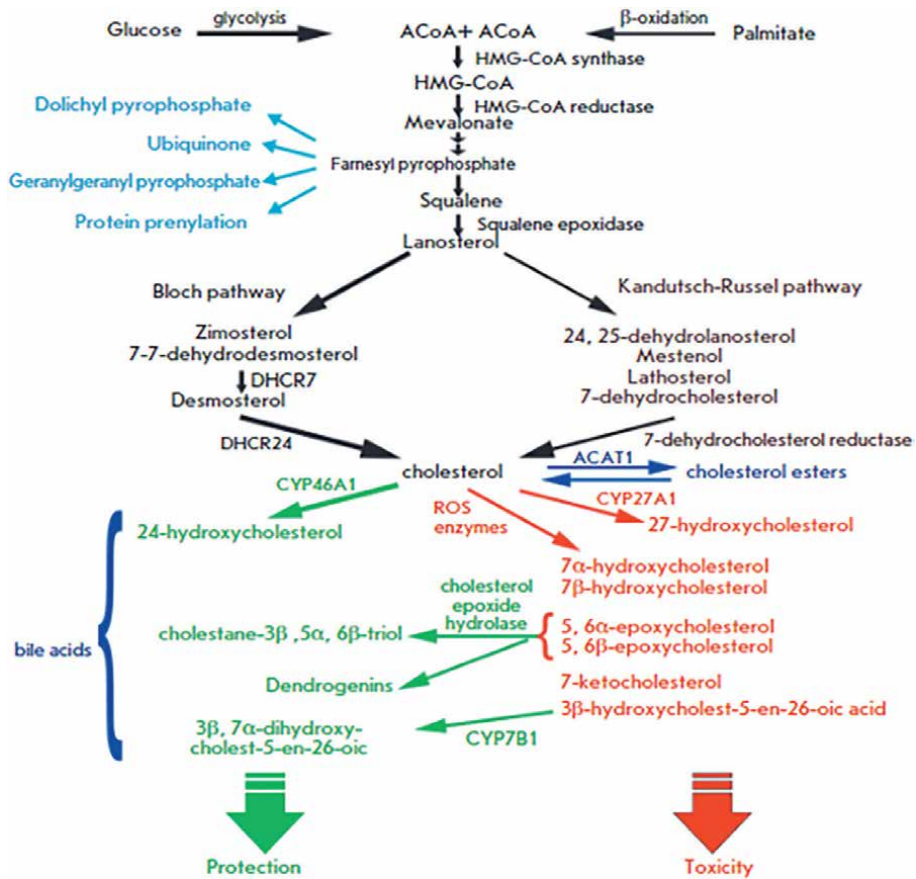 Glucose
glycolysis
ACoA+ ACoA
β-oxidation
Palmitate
HMG-CoA synthase
HMG-CoA
HMG-CoA reductase
Mevalonate
Dolichyl pyrophosphate
Ubiquinone
Geranylgeranyl pyrophosphate
Protein prenylation
Farnesyl pyrophosphate
Squalene
Squalene epoxidase
Lanosterol
Bloch pathway
Kandutsch-Russel pathway
Zimosterol
7-7-dehydrodesmosterol
DHCR7
Desmosterol
DHCR24
24, 25-dehydrolanosterol
Mestenol
Lathosterol
7-dehydrocholesterol
7-dehydrocholesterol reductase
cholesterol
ACAT1
cholesterol esters
CYP46A1
24-hydroxycholesterol
ROS
enzymes
CYP27A1
27-hydroxycholesterol
7α-hydroxycholesterol
7β-hydroxycholesterol
cholesterol
epoxide
hydrolase
cholestane-3β ,5α, 6β-triol
5, 6α-epoxycholesterol
5, 6β-epoxycholesterol
bile acids
Dendrogenins
7-ketocholesterol
3β-hydroxycholest-5-en-26-oic acid
3β, 7α-dihydroxy-
cholest-5-en-26-oic
CYP7B1
Protection
Toxicity